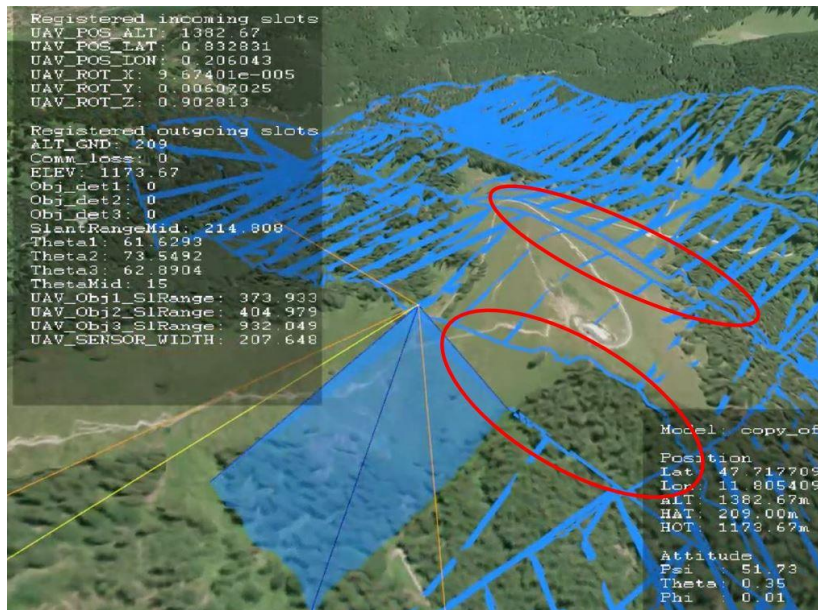 Registered incoming slots
UAV_POS_ALT: 1382.67
UAV_POS_LAT: 0.832831
UAV_POS_LON: 0.206043
UAV_ROT_X: 9.67401e-005
UAV_ROT_Y: 0.00607025
UAV_ROT_Z: 0.902813
Registered outgoing slots
ALT_GND: 209
Comm_loss: 0
ELEV: 1173.67
Obj_det1: 0
Obj_det2: 0
Obj_det3: 0
SlantRangeMid: 214.808
Theta1: 61.6293
Theta2: 73.5492
Theta3: 62.8904
ThetaMid: 15
UAV_Obj1_SlRange: 373.933
UAV_Obj2_SlRange: 404.979
UAV_Obj3_SlRange: 932.049
UAV_SENSOR_WIDTH: 207.648
Model: copy_of
Position
Lat: 47.717709
Lon: 11.805409
ALT: 1382.67m
HAT: 209.00m
HOT: 1173.67m
Attitude
Psi : 51.73
Theta: 0.35
Phi : 0.01